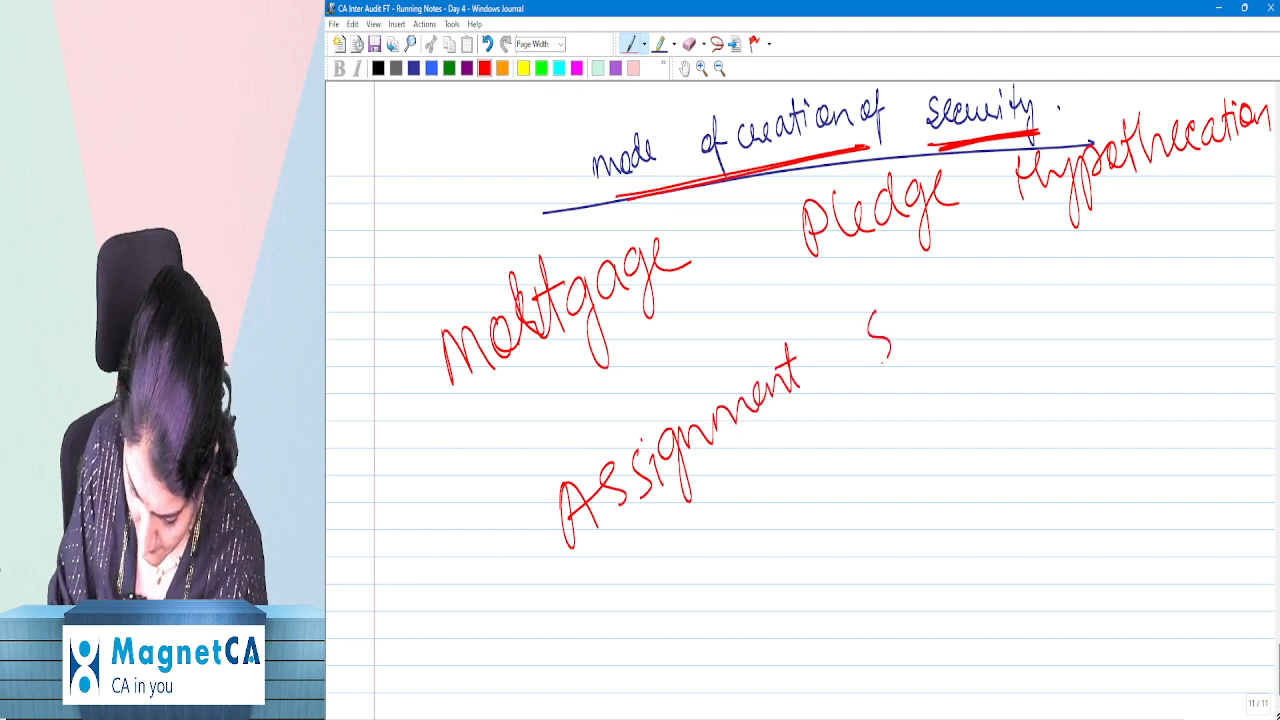 CA Inter Audit FT - Running Notes - Day 4 - Windows Journal
File Edit View Insert Actions Tools Help
Page Width
B I
mode of creation of security.
Mortgage Pledge Hypothecation
Assignment S
MagnetCA
CA in you
11 / 11